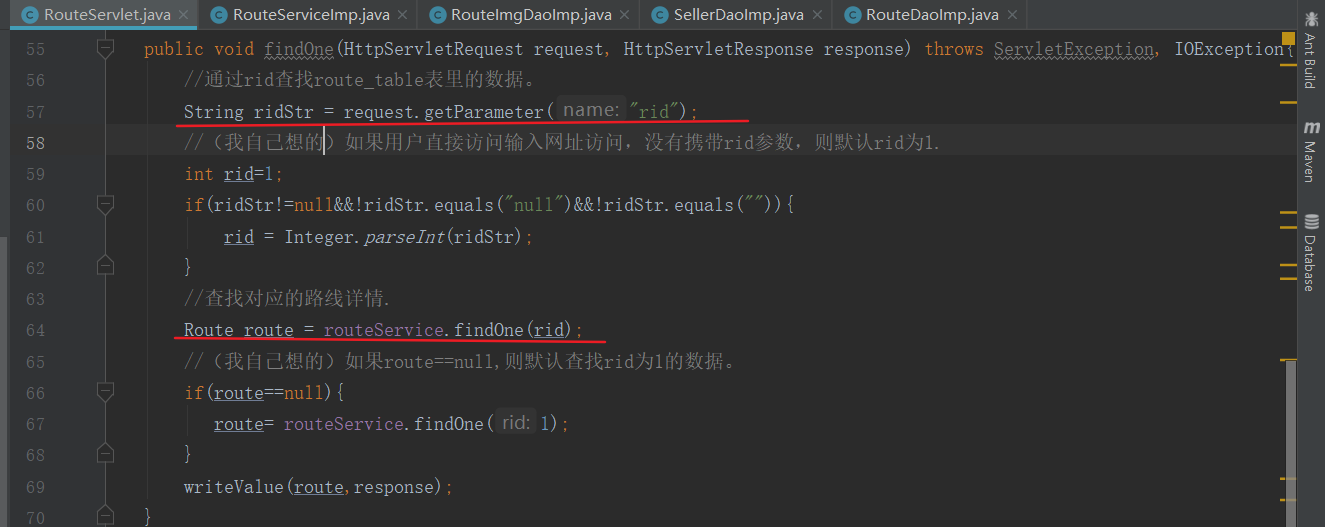 RouteServlet.java
RouteServiceImp.java
RouteImgDaoImp.java
SellerDaoImp.java
RouteDaoImp.java
55 public void findOne(HttpServletRequest request, HttpServletResponse response) throws ServletException, IOException{
56 //通过rid查找route_table表里的数据。
57 String ridStr = request.getParameter( name: "rid");
58 //（我自己想的）如果用户直接访问输入网址访问，没有携带rid参数，则默认rid为1.
59 int rid=1;
60 if(ridStr!=null&&!ridStr.equals("null")&&!ridStr.equals("")){
61 rid = Integer.parseInt(ridStr);
62 }
63 //查找对应的路线详情.
64 Route route = routeService.findOne(rid);
65 //（我自己想的）如果route==null,则默认查找rid为1的数据。
66 if(route==null){
67 route= routeService.findOne( rid: 1);
68 }
69 writeValue(route,response);
70 }
Ant Build
Maven
Database